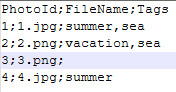 PhotoId;FileName;Tags
1;1.jpg;summer,sea
2;2.png;vacation,sea
3;3.png;
4;4.jpg;summer